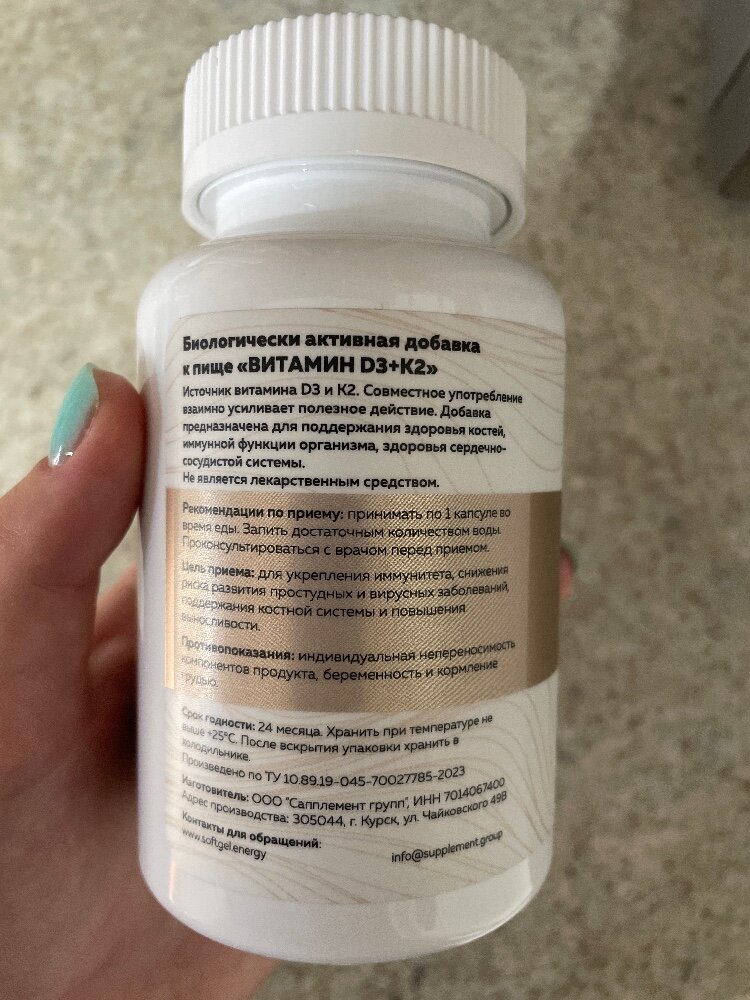 Биологически активная добавка
к пище «ВИТАМИН D3+K2»
Источник витамина D3 и K2. Совместное употребление
взаимно усиливает полезное действие. Добавка
предназначена для поддержания здоровья костей,
иммунной функции организма, здоровья сердечно-
сосудистой системы.
Не является лекарственным средством.
Рекомендации по приему: принимать по 1 капсуле во
время еды. Запить достаточным количеством воды.
Проконсультироваться с врачом перед приемом.
Цель приема: для укрепления иммунитета, снижения
риска развития простудных и вирусных заболеваний,
поддержания костной системы и повышения
выносливости.
Противопоказания: индивидуальная непереносимость
компонентов продукта, беременность и кормление
грудью.
Срок годности: 24 месяца. Хранить при температуре не
выше +25°C. После вскрытия упаковки хранить в
холодильнике.
Произведено по ТУ 10.89.19-045-70027785-2023
Изготовитель: ООО "Сапплемент групп", ИНН 7014067400
Адрес производства: 305044, г. Курск, ул. Чайковского 49В
Контакты для обращений:
www.softgel.energy
info@supplement.group